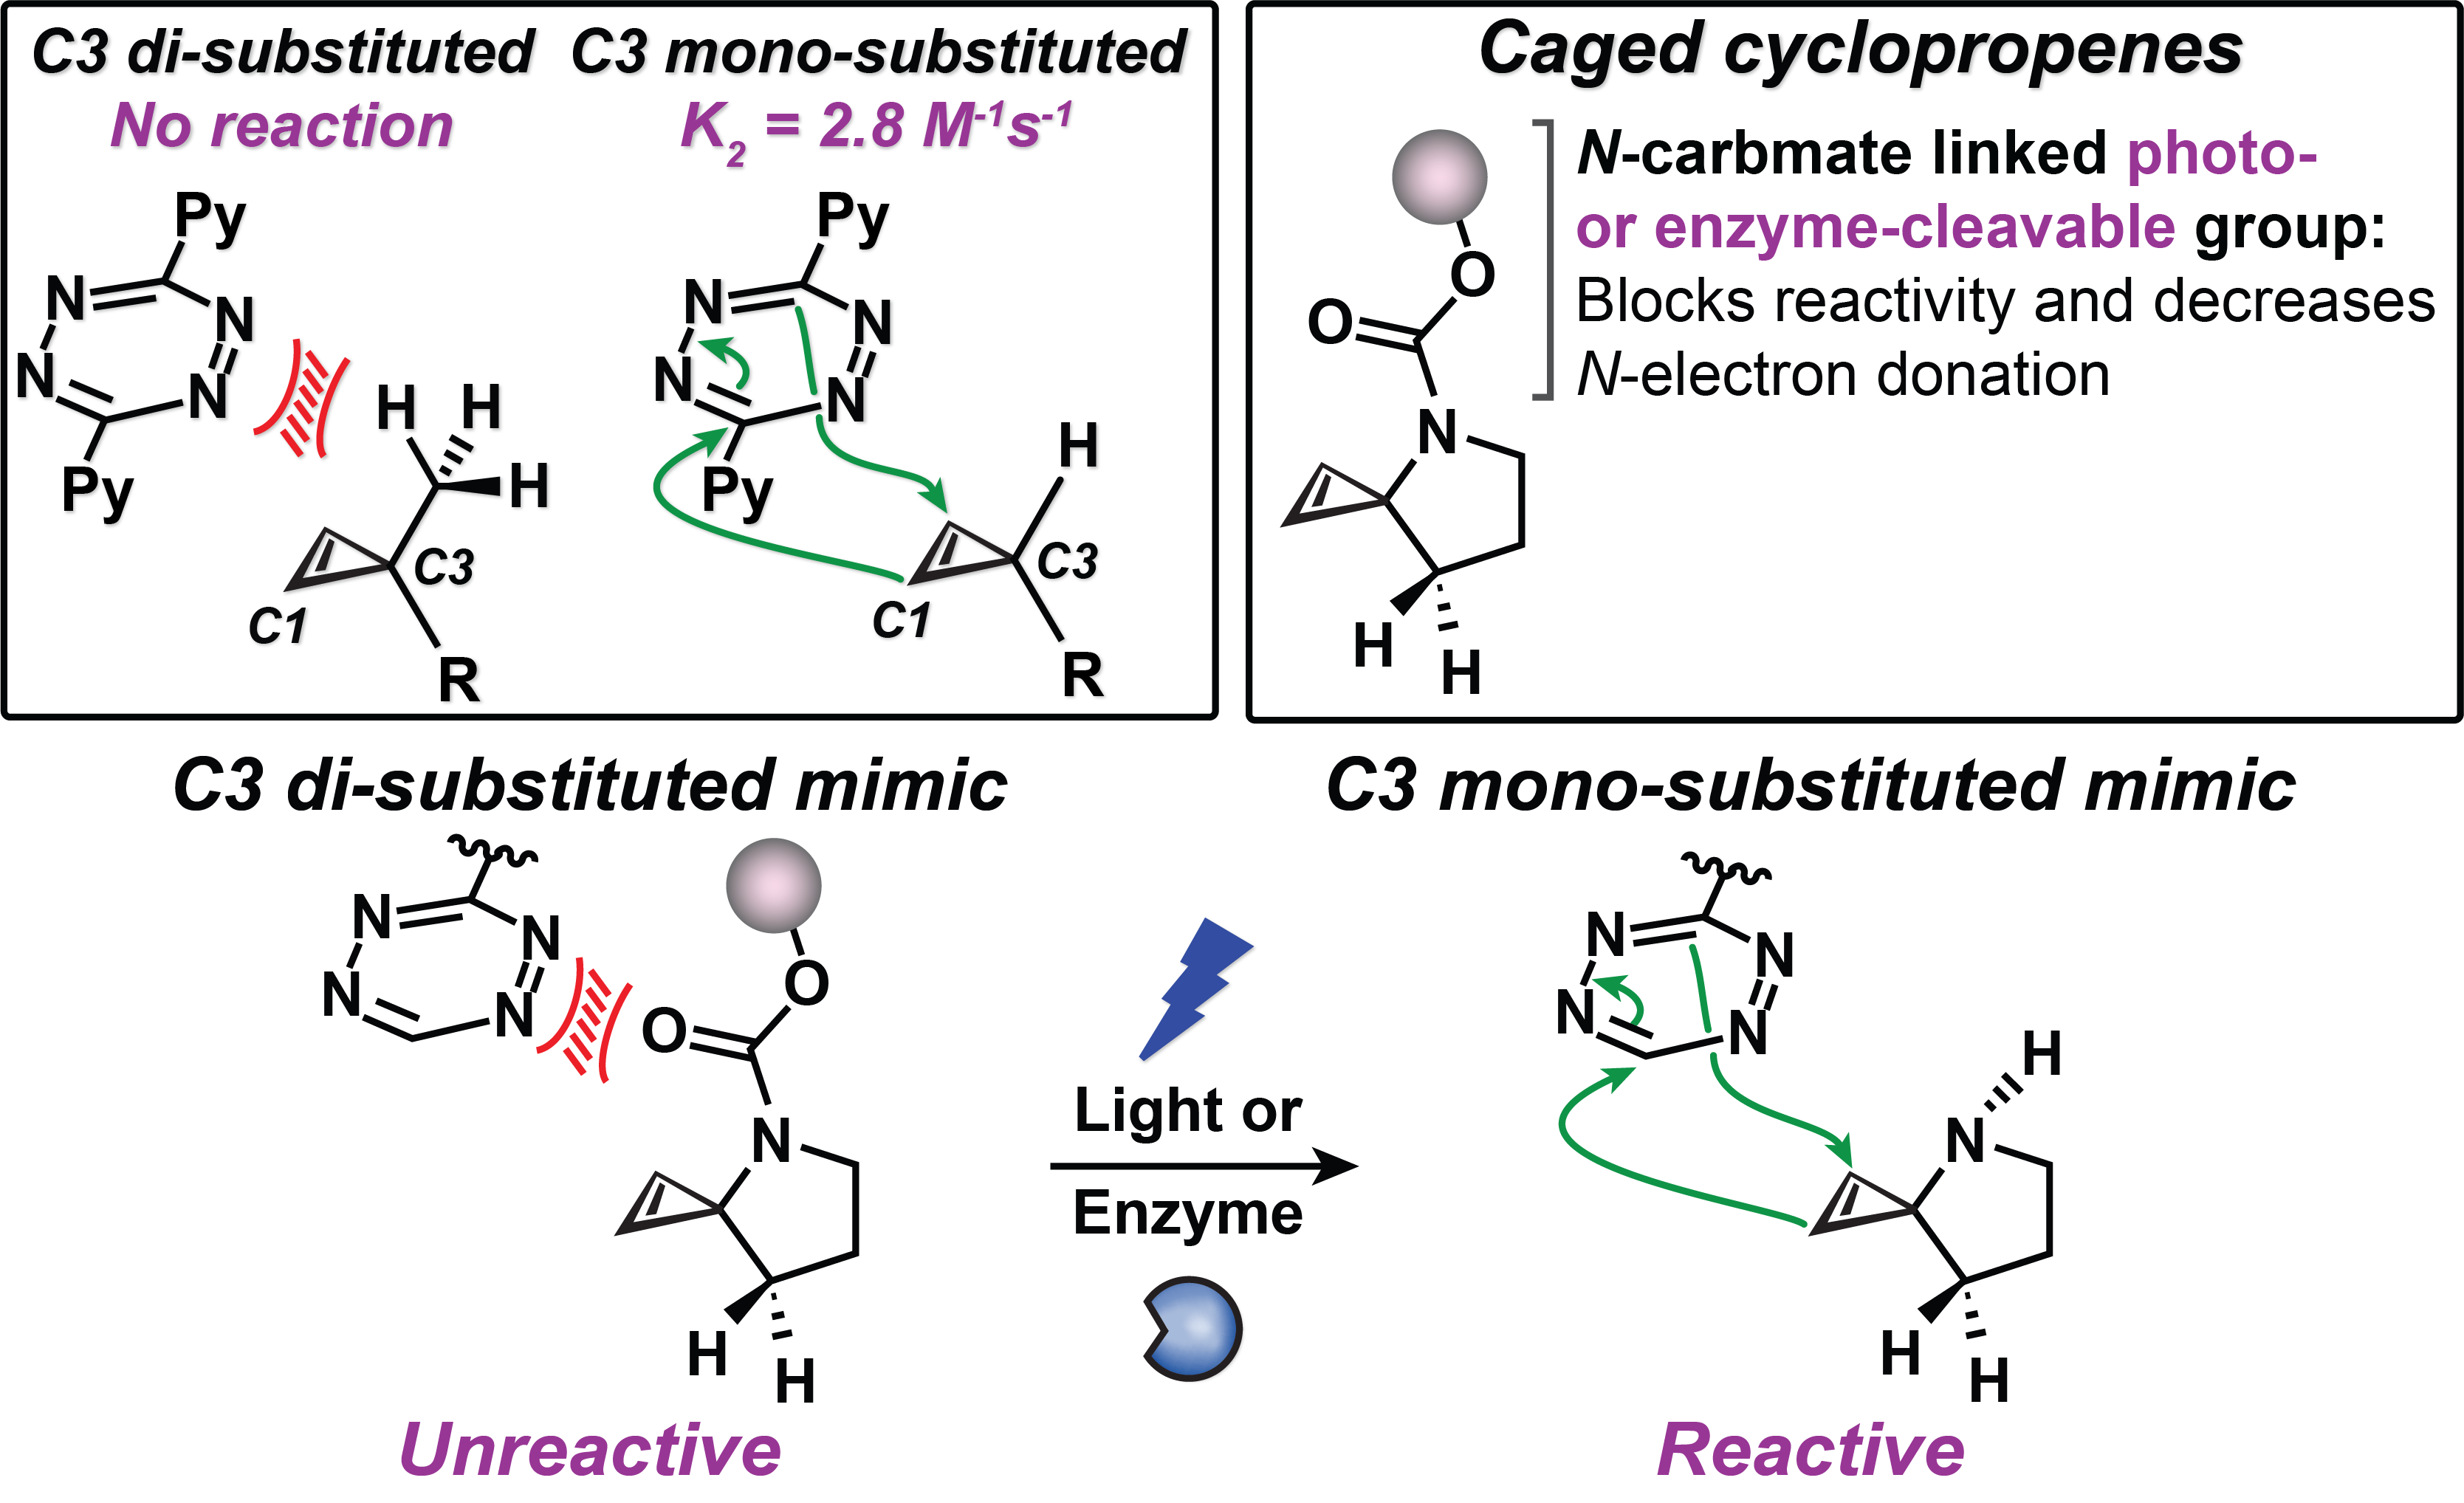 C3 di-substituted
No reaction
Py
N
N
N
N
Py
H
H
H
C3
C1
R
C3 mono-substituted
K2 = 2.8 M-1s-1
Py
N
N
N
N
Py
H
C3
C1
R
Caged cyclopropenes
N-carbmate linked photo-
or enzyme-cleavable group:
Blocks reactivity and decreases
N-electron donation
O
O
N
H
H
C3 di-substituted mimic
N
N
N
N
O
O
N
H
H
Unreactive
Light or
Enzyme
C3 mono-substituted mimic
N
N
N
N
H
N
H
H
Reactive